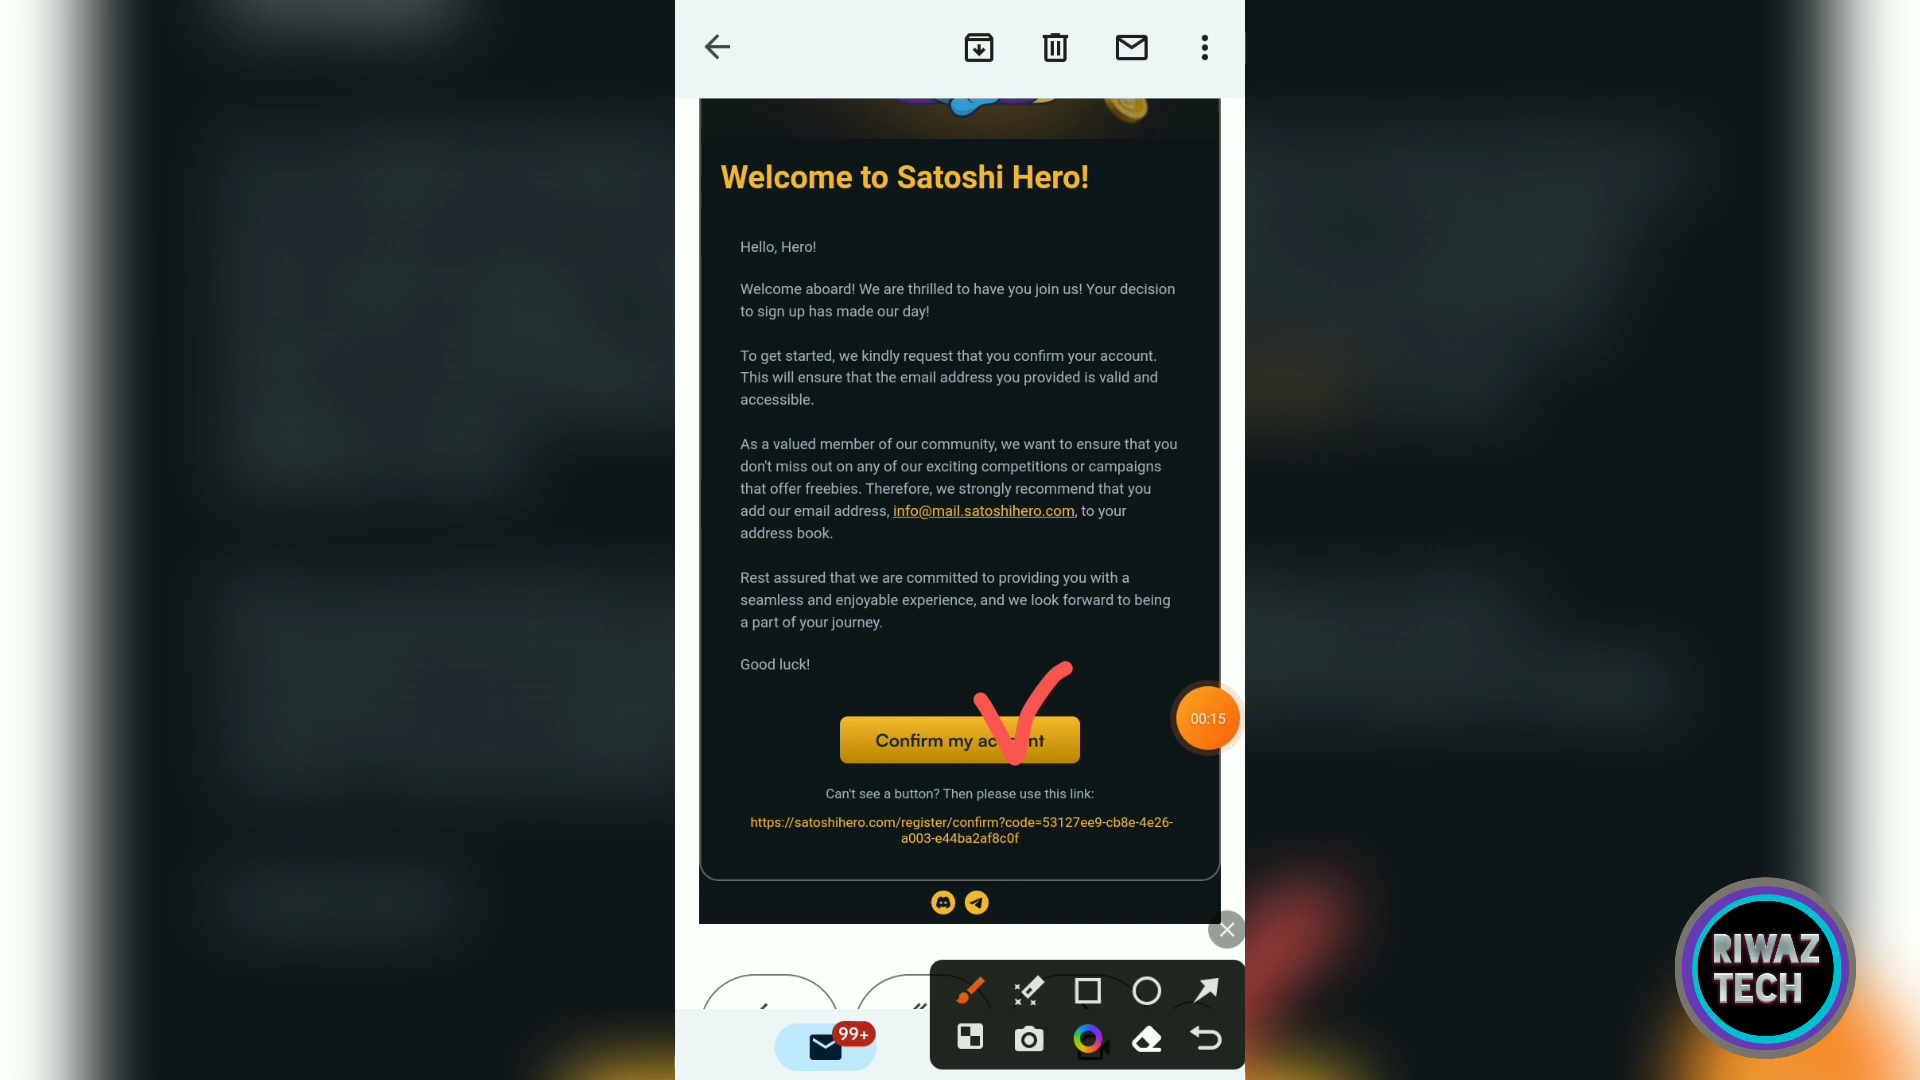 Welcome to Satoshi Hero!
Hello, Hero!
Welcome aboard! We are thrilled to have you join us! Your decision
to sign up has made our day!
To get started, we kindly request that you confirm your account.
This will ensure that the email address you provided is valid and
accessible.
As a valued member of our community, we want to ensure that you
don't miss out on any of our exciting competitions or campaigns
that offer freebies. Therefore, we strongly recommend that you
add our email address, info@mail.satoshihero.com, to your
address book.
Rest assured that we are committed to providing you with a
seamless and enjoyable experience, and we look forward to being
a part of your journey.
Good luck!
Confirm my account
00:15
Can't see a button? Then please use this link:
https://satoshihero.com/register/confirm?code=53127ee9-cb8e-4e26-
a003-e44ba2af8c0f
99+
RIWAZ
TECH